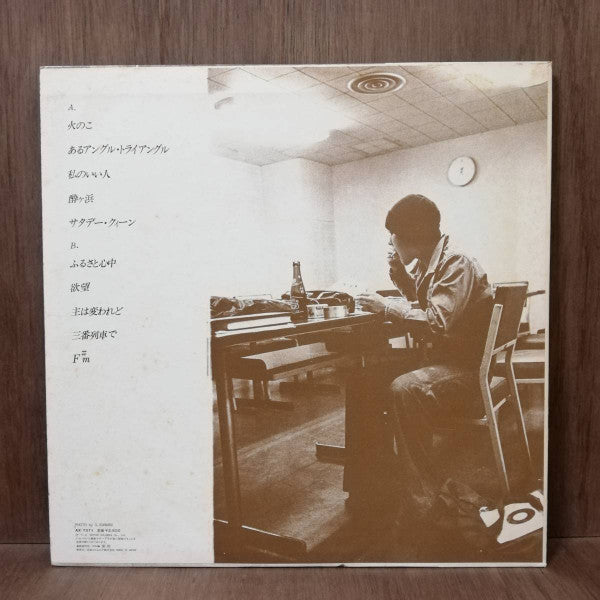 A.
火のこ
あるアングル・トライアングル
私のいい人
酔ヶ浜
サタデー・クィーン
B.
ふるさと心中
欲望
主は変われど
三番列車で
F#m